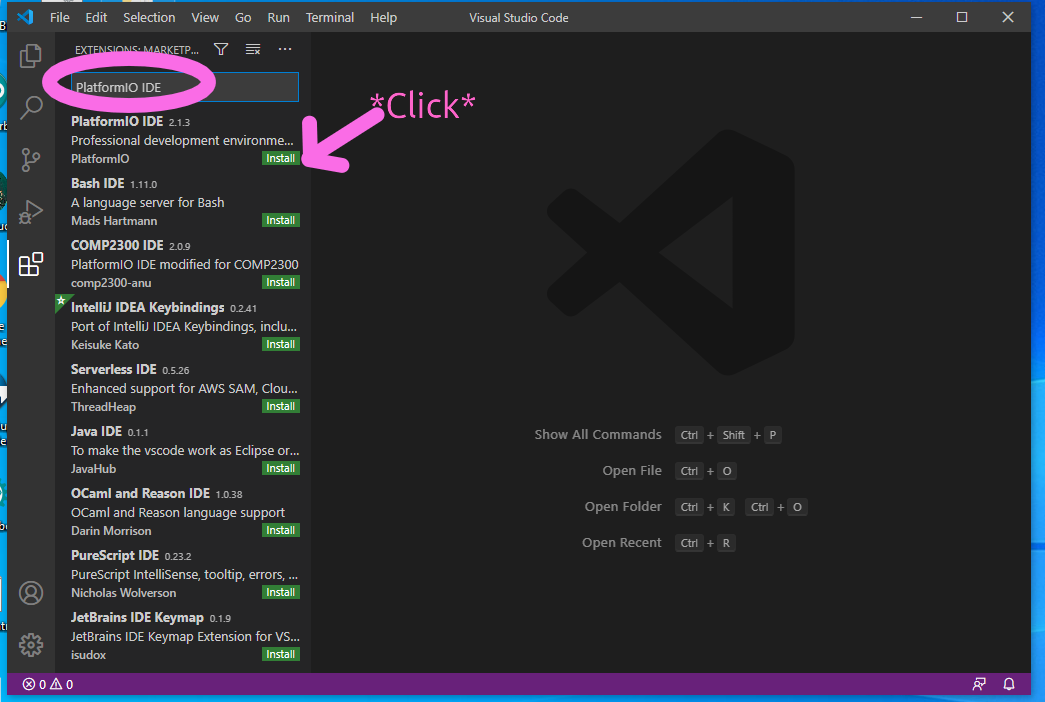 File Edit Selection View Go Run Terminal Help Visual Studio Code
EXTENSIONS: MARKETP...
PlatformIO IDE
*Click*
PlatformIO IDE 2.1.3
Professional development environme...
PlatformIO Install
Bash IDE 1.11.0
A language server for Bash
Mads Hartmann Install
COMP2300 IDE 2.0.9
PlatformIO IDE modified for COMP2300
comp2300-anu Install
IntelliJ IDEA Keybindings 0.2.41
Port of IntelliJ IDEA Keybindings, inclu...
Keisuke Kato Install
Serverless IDE 0.5.26
Enhanced support for AWS SAM, Clou...
ThreadHeap Install
Java IDE 0.1.1
To make the vscode work as Eclipse or...
JavaHub Install
OCaml and Reason IDE 1.0.38
OCaml and Reason language support
Darin Morrison Install
PureScript IDE 0.23.2
PureScript IntelliSense, tooltip, errors, ...
Nicholas Wolverson Install
JetBrains IDE Keymap 0.1.9
JetBrains IDE Keymap Extension for VS...
isudox Install
Show All Commands Ctrl + Shift + P
Open File Ctrl + O
Open Folder Ctrl + K Ctrl + O
Open Recent Ctrl + R
0 0